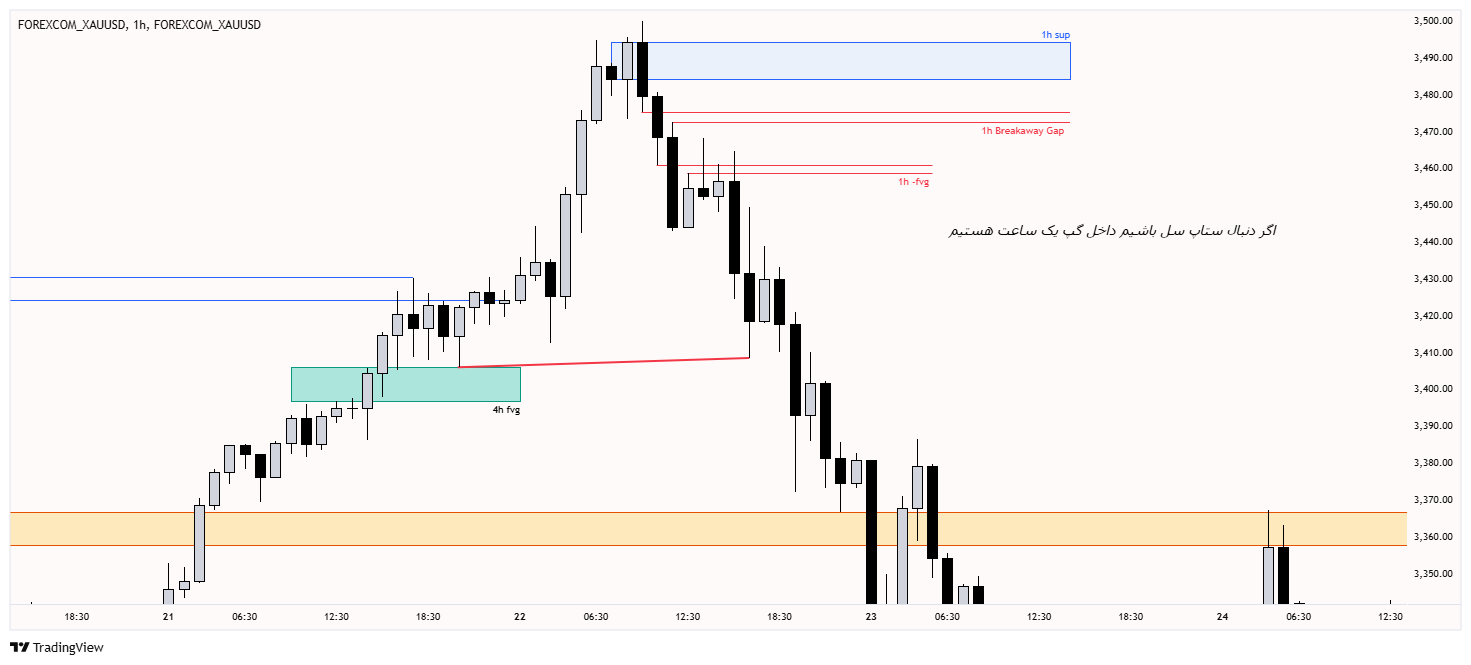 FOREXCOM_XAUUSD, 1h, FOREXCOM_XAUUSD
3,500.00
1h sup
3,490.00
3,480.00
3,470.00
1h Breakaway Gap
3,460.00
1h -fvg
3,450.00
اگر دنبال ستاپ سل باشیم داخل گپ یک ساعت هستیم
3,440.00
3,430.00
3,420.00
3,410.00
3,400.00
4h fvg
3,390.00
3,380.00
3,370.00
3,360.00
3,350.00
18:30 21 06:30 12:30 18:30 22 06:30 12:30 18:30 23 06:30 12:30 18:30 24 06:30 12:30
TradingView